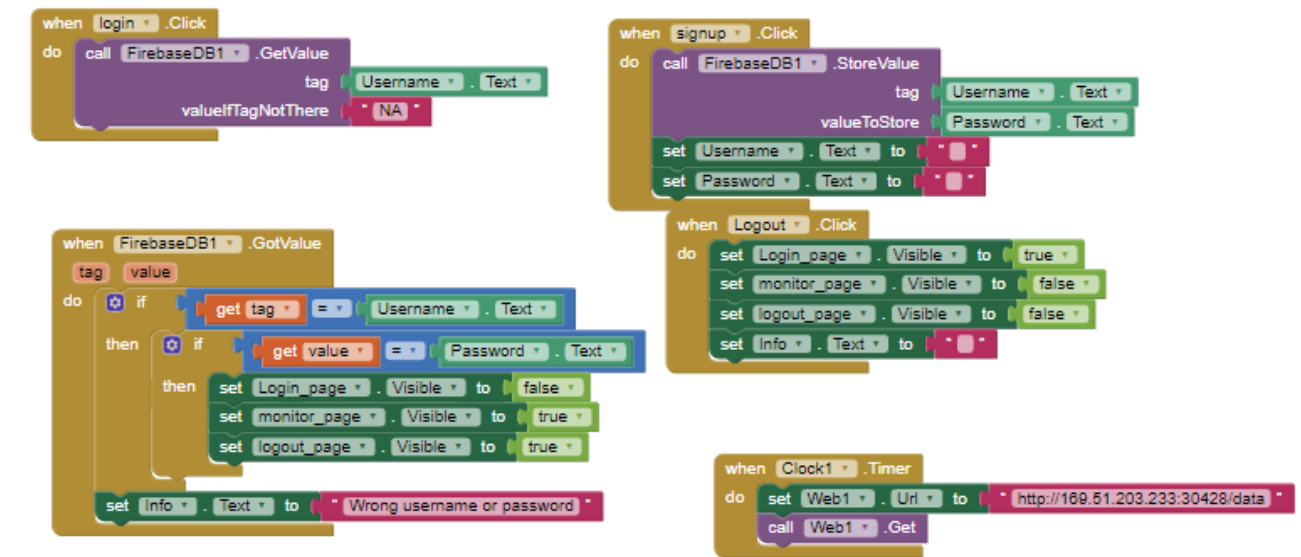 when login .Click
do call FirebaseDB1 .GetValue
tag Username . Text
valueIfTagNotThere " NA "
when signup .Click
do call FirebaseDB1 .StoreValue
tag Username . Text
valueToStore Password . Text
set Username . Text to " "
set Password . Text to " "
when FirebaseDB1 .GotValue
tag value
do if get tag = Username . Text
then if get value = Password . Text
then set Login_page . Visible to false
set monitor_page . Visible to true
set logout_page . Visible to true
set Info . Text to " Wrong username or password "
when Logout .Click
do set Login_page . Visible to true
set monitor_page . Visible to false
set logout_page . Visible to false
set Info . Text to " "
when Clock1 .Timer
do set Web1 . Url to " http://169.51.203.233:30428/data "
call Web1 .Get